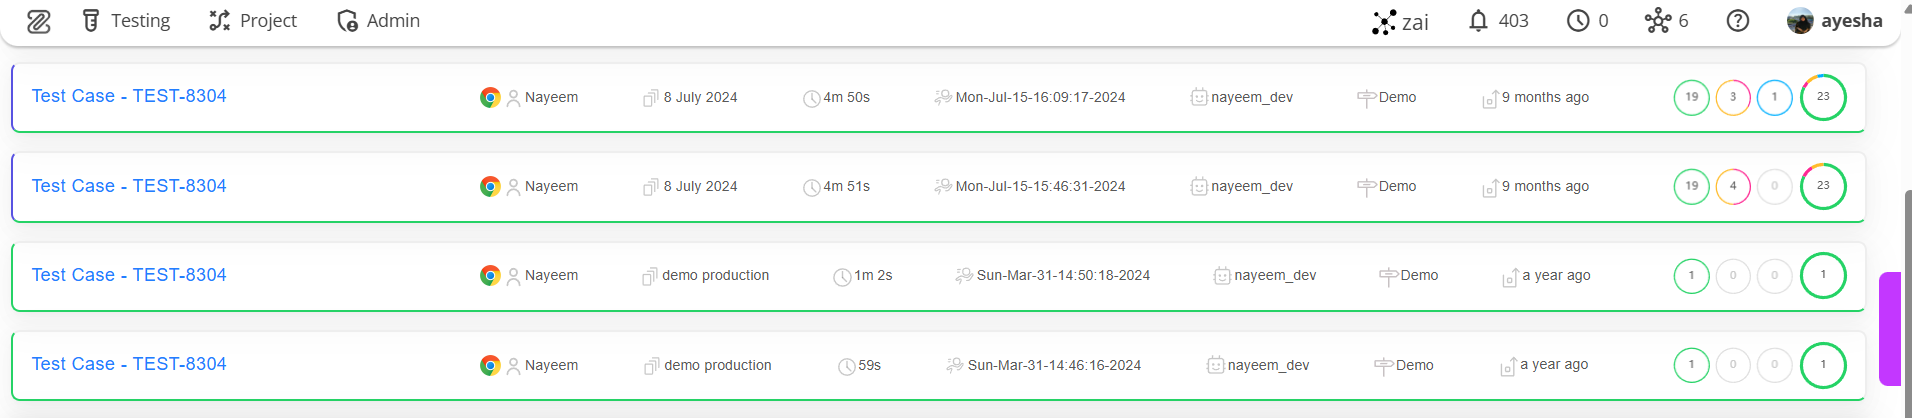 Testing Project Admin zai 403 0 6 ayesha
Test Case - TEST-8304 Nayeem 8 July 2024 4m 50s Mon-Jul-15-16:09:17-2024 nayeem_dev Demo 9 months ago 19 3 1 23
Test Case - TEST-8304 Nayeem 8 July 2024 4m 51s Mon-Jul-15-15:46:31-2024 nayeem_dev Demo 9 months ago 19 4 0 23
Test Case - TEST-8304 Nayeem demo production 1m 2s Sun-Mar-31-14:50:18-2024 nayeem_dev Demo a year ago 1 0 0 1
Test Case - TEST-8304 Nayeem demo production 59s Sun-Mar-31-14:46:16-2024 nayeem_dev Demo a year ago 1 0 0 1